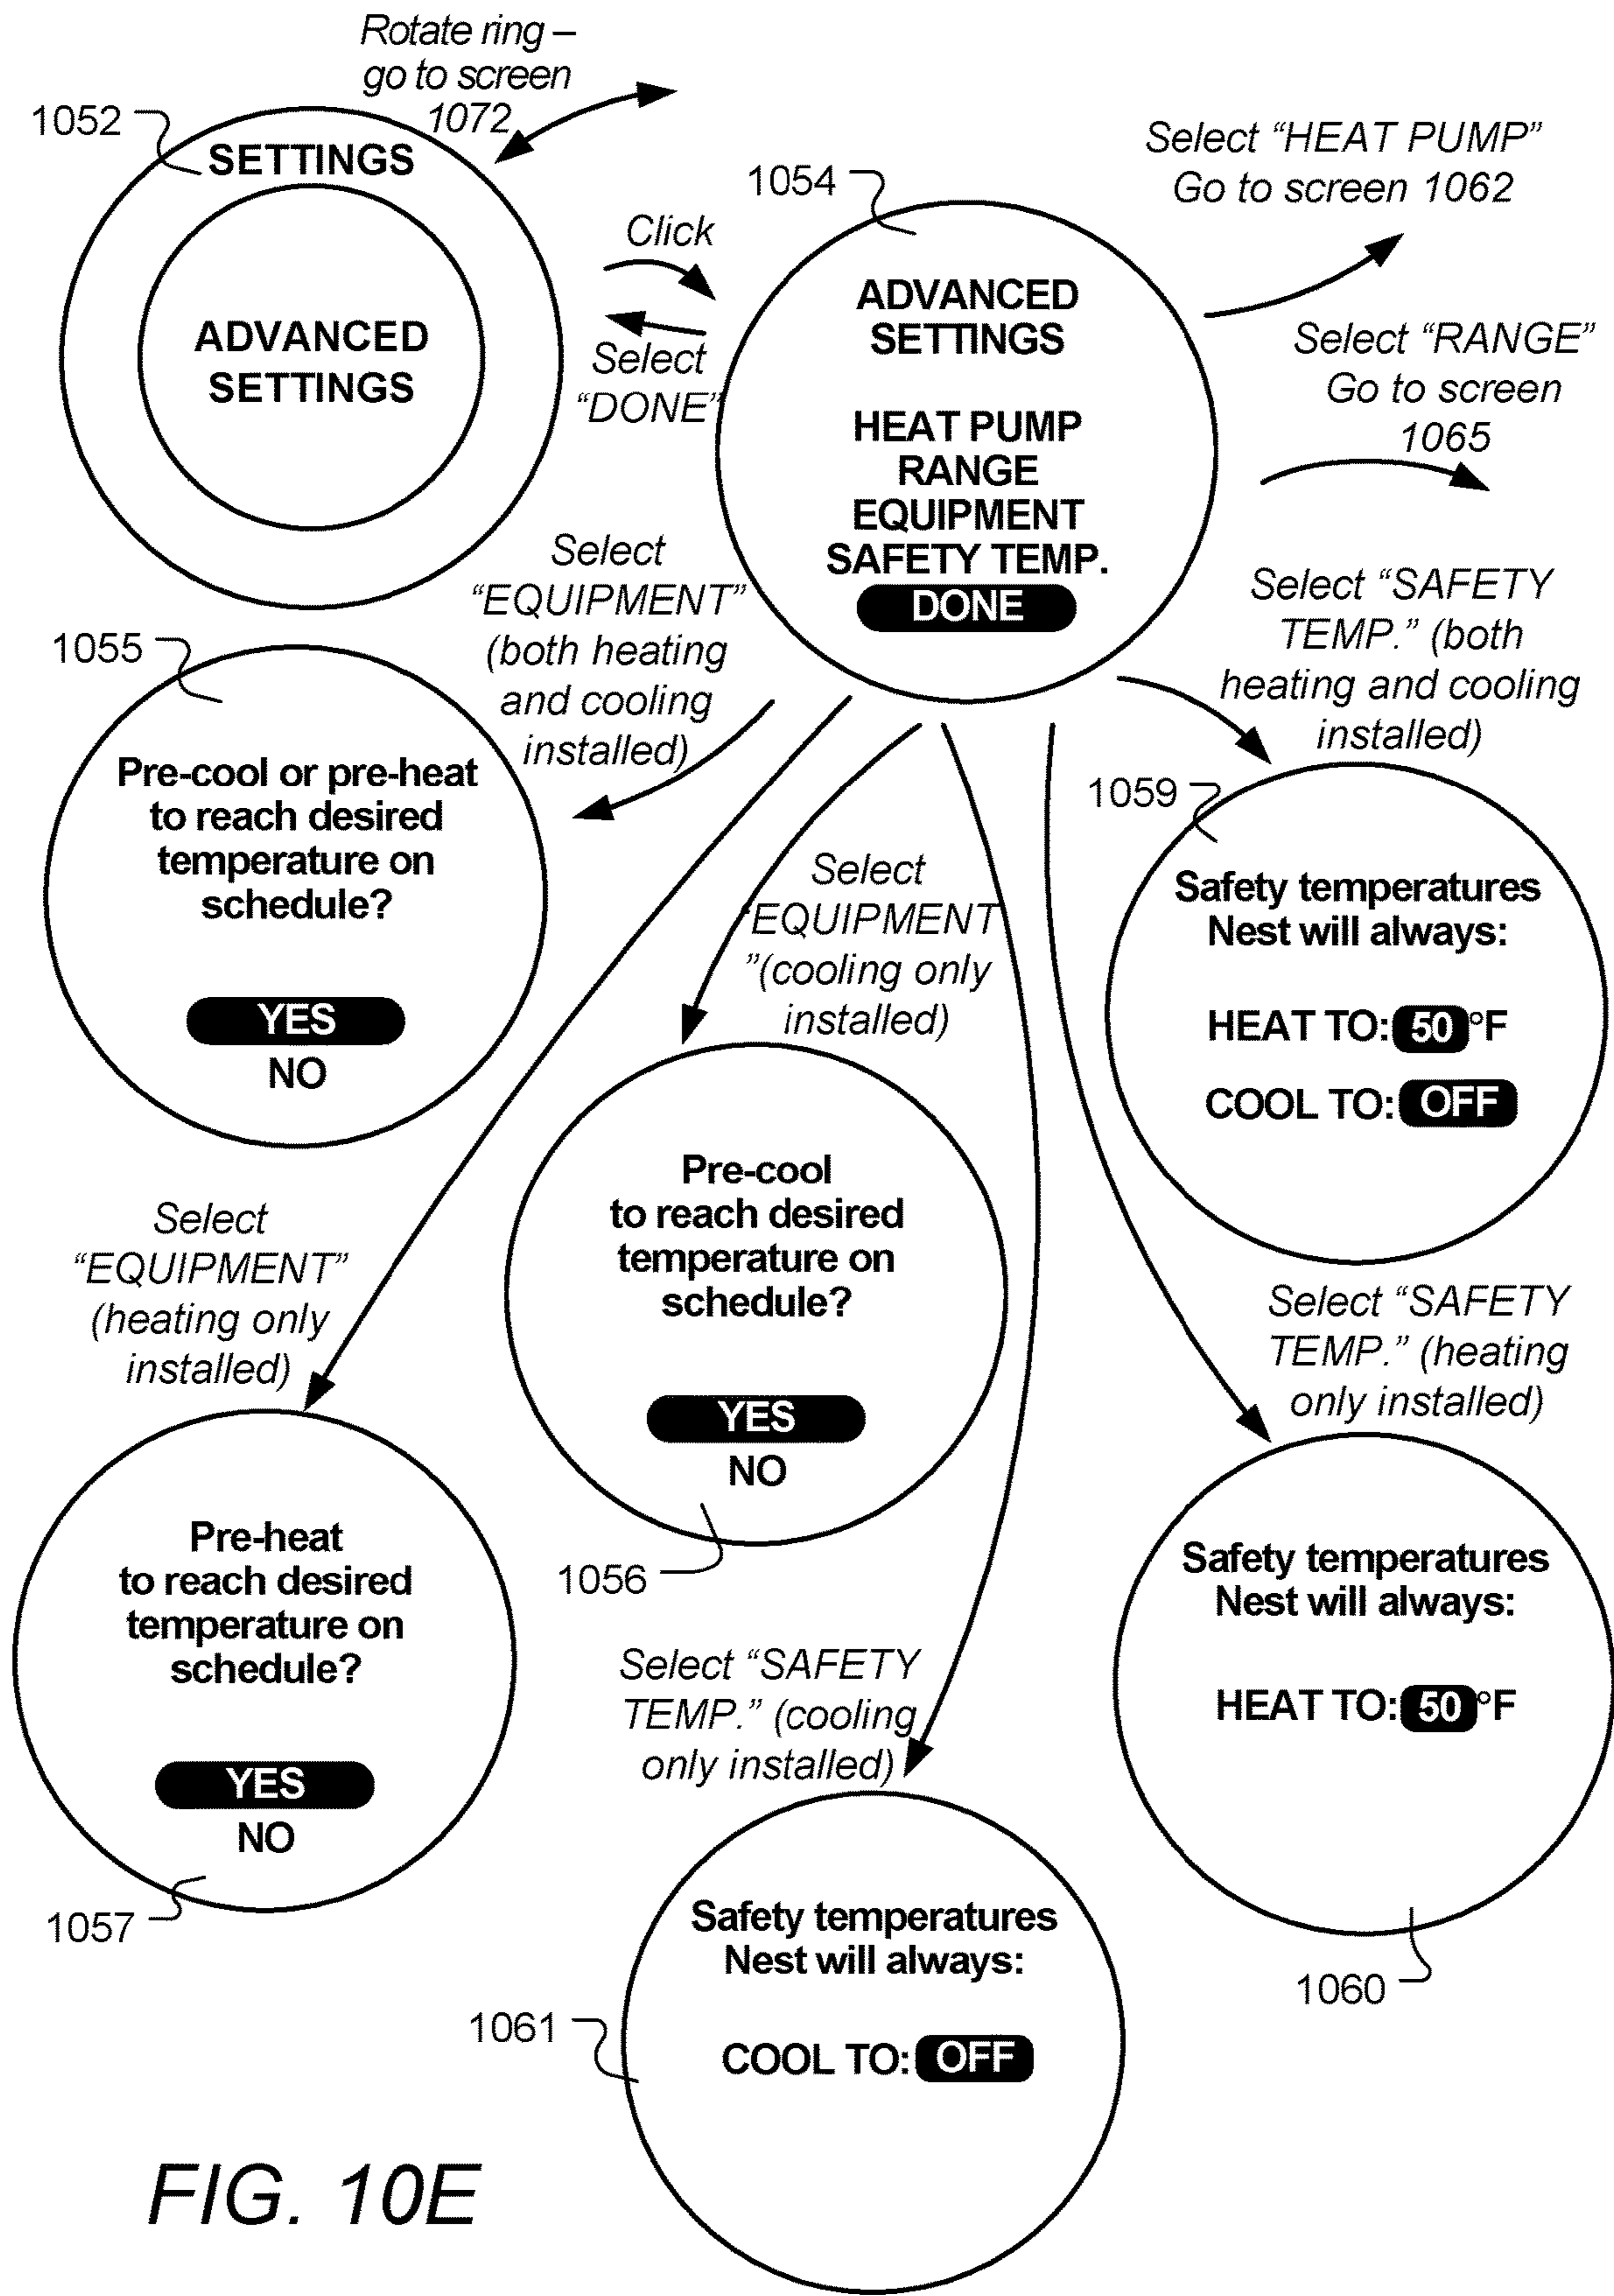 Rotate ring –
go to screen
1072
1052
SETTINGS
ADVANCED
SETTINGS
Click
Select
“DONE”
1054
ADVANCED
SETTINGS
HEAT PUMP
RANGE
EQUIPMENT
SAFETY TEMP.
DONE
Select “HEAT PUMP”
Go to screen 1062
Select “RANGE”
Go to screen
1065
Select
“EQUIPMENT”
(both heating
and cooling
installed)
1055
Pre-cool or pre-heat
to reach desired
temperature on
schedule?
YES
NO
Select “SAFETY
TEMP.” (both
heating and cooling
installed)
1059
Safety temperatures
Nest will always:
HEAT TO: 50 °F
COOL TO: OFF
Select
“EQUIPMENT
”(cooling only
installed)
Pre-cool
to reach desired
temperature on
schedule?
YES
NO
1056
Select
“EQUIPMENT”
(heating only
installed)
Pre-heat
to reach desired
temperature on
schedule?
YES
NO
1057
Select “SAFETY
TEMP.” (heating
only installed)
Safety temperatures
Nest will always:
HEAT TO: 50 °F
1060
Select “SAFETY
TEMP.” (cooling
only installed)
Safety temperatures
Nest will always:
1061
COOL TO: OFF
FIG. 10E